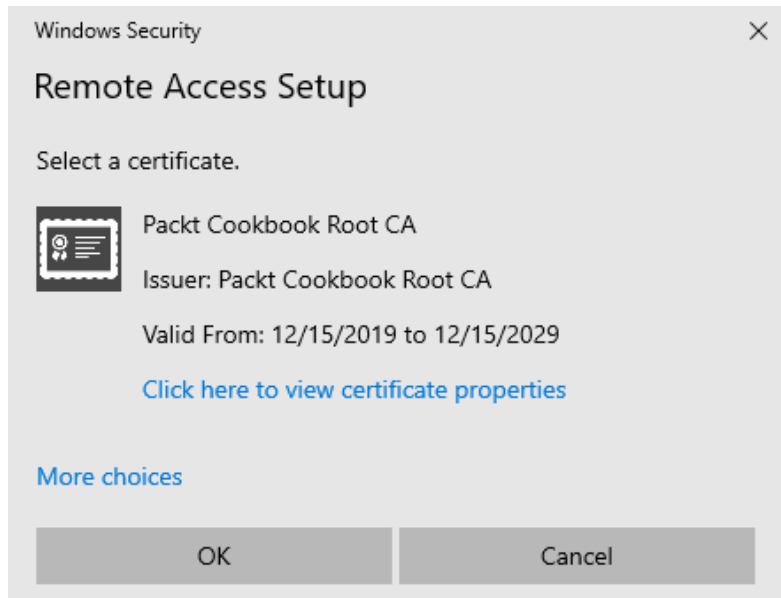 Windows Security
Remote Access Setup
Select a certificate.
Packt Cookbook Root CA
Issuer: Packt Cookbook Root CA
Valid From: 12/15/2019 to 12/15/2029
Click here to view certificate properties
More choices
OK
Cancel